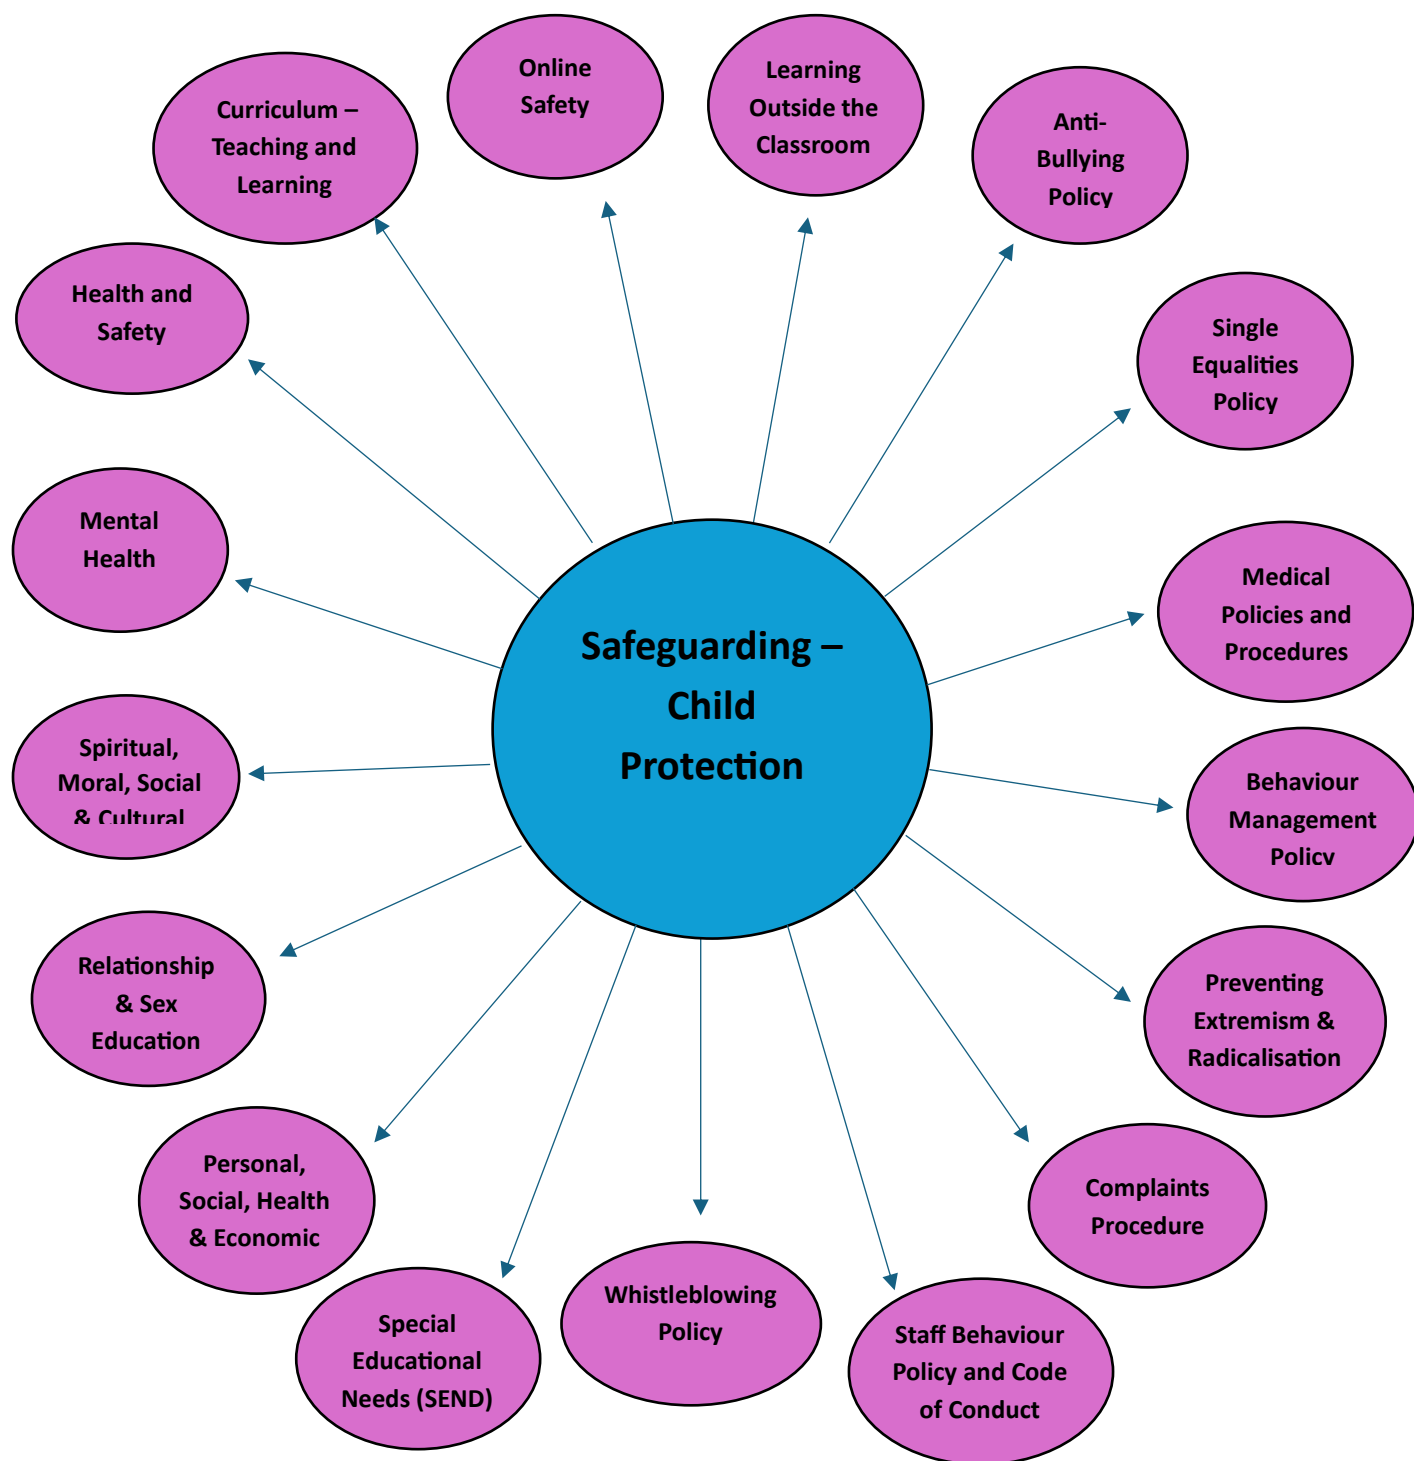 Online
Safety
Learning
Outside the
Classroom
Curriculum –
Teaching and
Learning
Anti-
Bullying
Policy
Health and
Safety
Single
Equalities
Policy
Mental
Health
Medical
Policies and
Procedures
Safeguarding –
Child
Protection
Spiritual,
Moral, Social
& Cultural
Behaviour
Management
Policy
Relationship
& Sex
Education
Preventing
Extremism &
Radicalisation
Personal,
Social, Health
& Economic
Complaints
Procedure
Special
Educational
Needs (SEND)
Whistleblowing
Policy
Staff Behaviour
Policy and Code
of Conduct